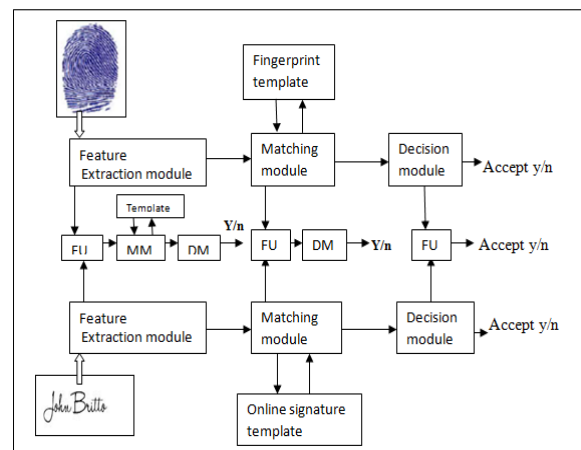 Fingerprint
template
Feature
Extraction module
Matching
module
Decision
module
Accept y/n
Template
Y/n
FU
MM
DM
FU
DM
Y/n
FU
Accept y/n
Feature
Extraction module
Matching
module
Decision
module
Accept y/n
John Britto
Online signature
template